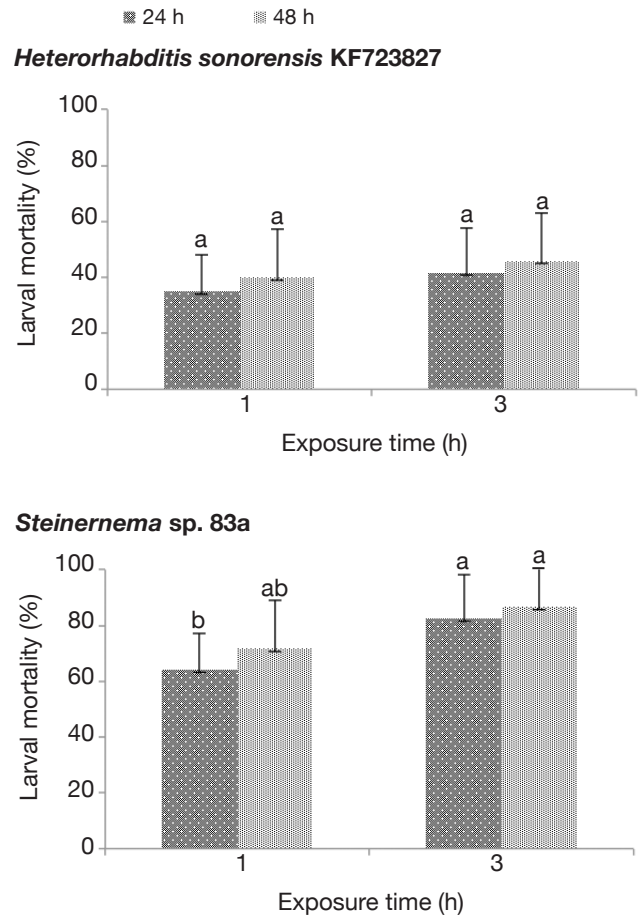 24 h 48 h
Heterorhabditis sonorensis KF723827
100
80
60
40
20
0
Larval mortality (%)
a a a a
1 3
Exposure time (h)
Steinernema sp. 83a
100
80
60
40
20
0
Larval mortality (%)
b ab a a
1 3
Exposure time (h)